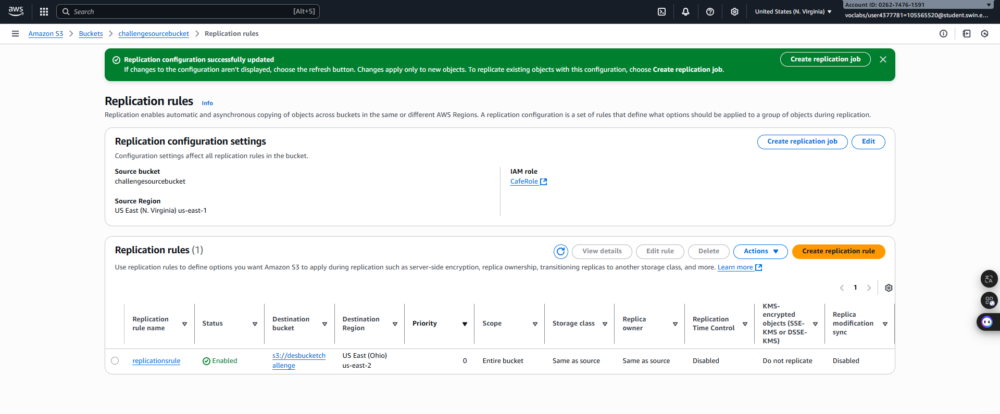 aws
Search
[Alt+S]
United States (N. Virginia)
Account ID: 0262-7476-1591
voclabs/user4377781=105565520@student.swin.e...
Amazon S3
Buckets
challengesourcebucket
Replication rules
Replication configuration successfully updated
If changes to the configuration aren't displayed, choose the refresh button. Changes apply only to new objects. To replicate existing objects with this configuration, choose Create replication job.
Create replication job
Replication rules
Info
Replication enables automatic and asynchronous copying of objects across buckets in the same or different AWS Regions. A replication configuration is a set of rules that define what options should be applied to a group of objects during replication.
Replication configuration settings
Create replication job
Edit
Configuration settings affect all replication rules in the bucket.
Source bucket
challengesourcebucket
Source Region
US East (N. Virginia) us-east-1
IAM role
CafeRole
Replication rules (1)
View details
Edit rule
Delete
Actions
Create replication rule
Use replication rules to define options you want Amazon S3 to apply during replication such as server-side encryption, replica ownership, transitioning replicas to another storage class, and more. Learn more
1
Replication
rule name
Status
Destination
bucket
Destination
Region
Priority
Scope
Storage class
Replica
owner
Replication
Time Control
KMS-
encrypted
objects (SSE-
KMS or DSSE-
KMS)
Replica
modification
sync
replicationsrule
Enabled
s3://desbucketch
allenge
US East (Ohio)
us-east-2
0
Entire bucket
Same as source
Same as source
Disabled
Do not replicate
Disabled